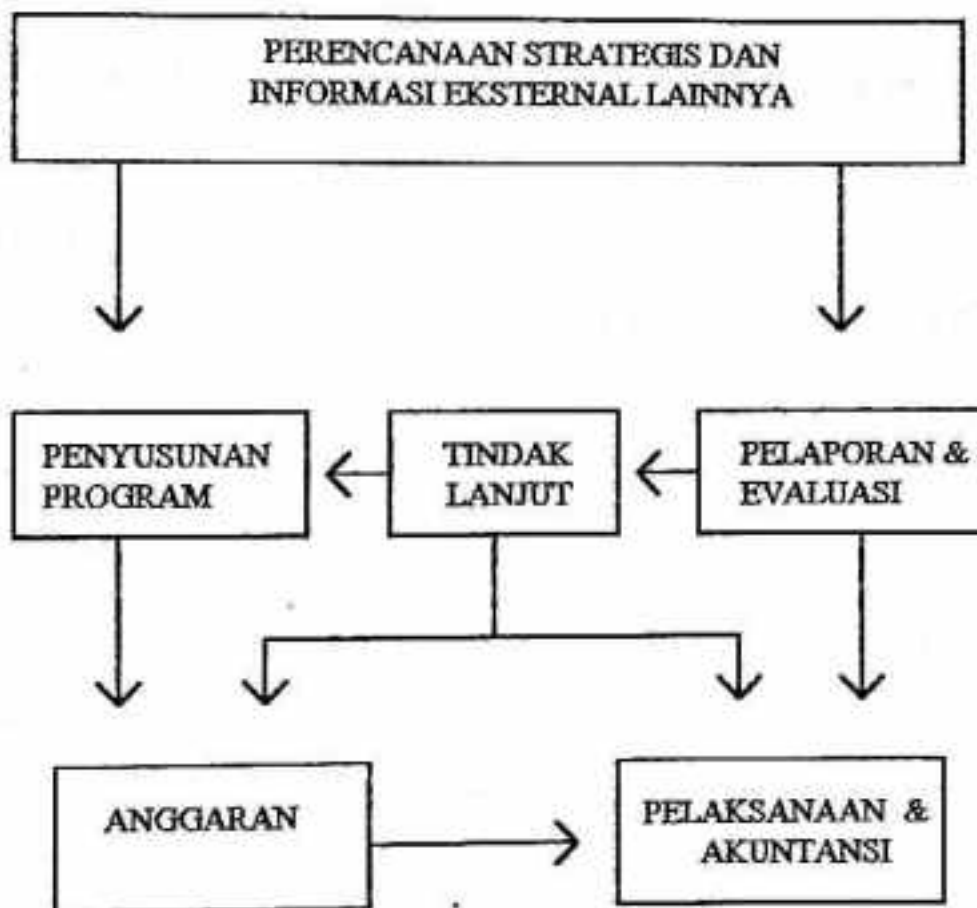 PERENCANAAN STRATEGIS DAN
INFORMASI EKSTERNAL LAINNYA
PENYUSUNAN
PROGRAM
TINDAK
LANJUT
PELAPORAN &
EVALUASI
ANGGARAN
PELAKSANAAN &
AKUNTANSI